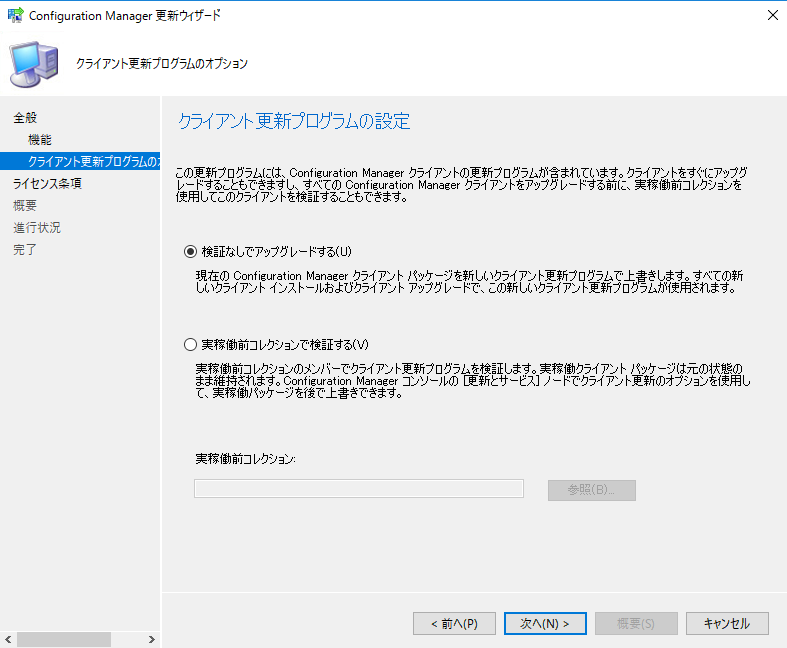 Configuration Manager 更新ウィザード
クライアント更新プログラムのオプション
全般
機能
クライアント更新プログラムの
ライセンス条項
概要
進行状況
完了
クライアント更新プログラムの設定
この更新プログラムには、Configuration Manager クライアントの更新プログラムが含まれています。クライアントをすぐにアップグ
レードすることもできますし、すべての Configuration Manager クライアントをアップグレードする前に、実稼働前コレクションを
使用してこのクライアントを検証することもできます。
検証なしでアップグレードする(U)
現在の Configuration Manager クライアント パッケージを新しいクライアント更新プログラムで上書きします。すべての新
しいクライアント インストールおよびクライアント アップグレードで、この新しいクライアント更新プログラムが使用されます。
実稼働前コレクションで検証する(V)
実稼働前コレクションのメンバーでクライアント更新プログラムを検証します。実稼働クライアント パッケージは元の状態の
まま維持されます。Configuration Manager コンソールの [更新とサービス] ノードでクライアント更新のオプションを使用し
て、実稼働パッケージを後で上書きできます。
実稼働前コレクション:
参照(B)...
< 前へ(P)
次へ(N) >
概要(S)
キャンセル